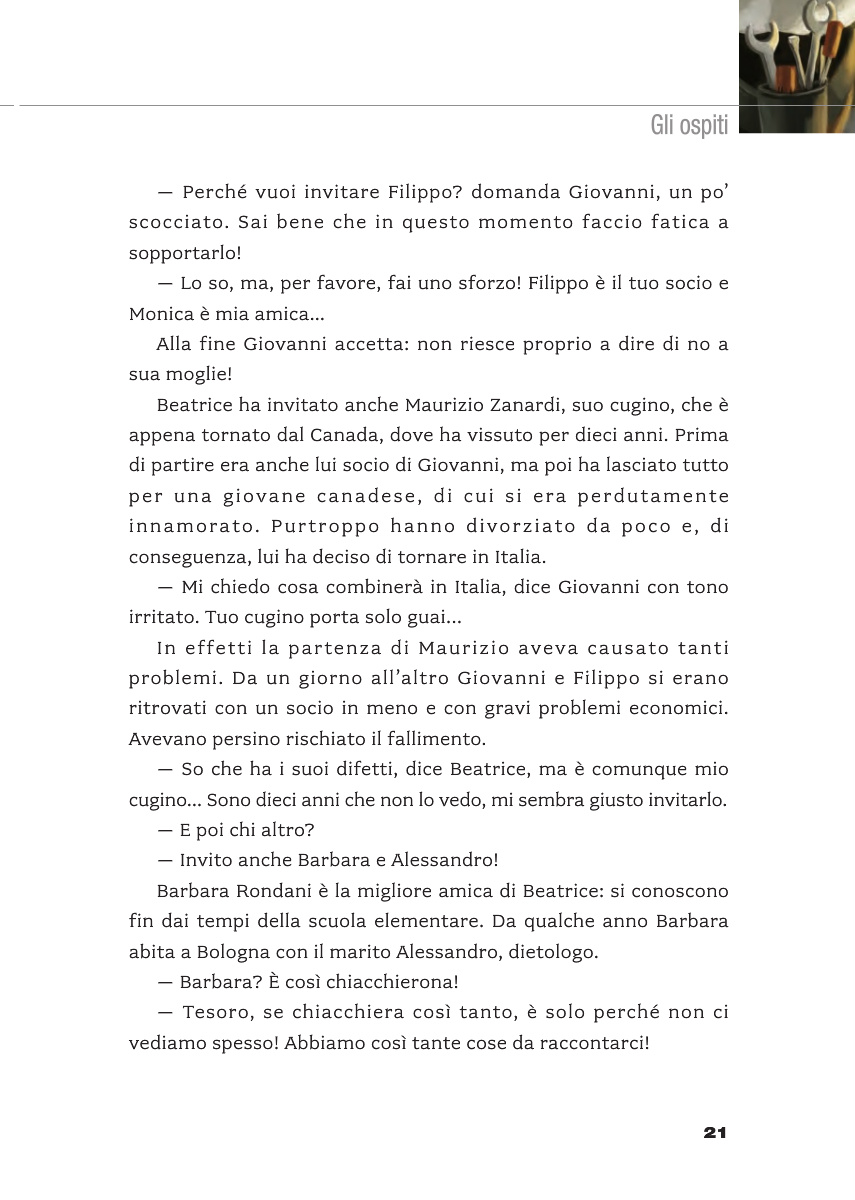 Gli ospiti
— Perché vuoi invitare Filippo? domanda Giovanni, un po’
scocciato. Sai bene che in questo momento faccio fatica a
sopportarlo!
— Lo so, ma, per favore, fai uno sforzo! Filippo è il tuo socio e
Monica è mia amica...
Alla fine Giovanni accetta: non riesce proprio a dire di no a
sua moglie!
Beatrice ha invitato anche Maurizio Zanardi, suo cugino, che è
appena tornato dal Canada, dove ha vissuto per dieci anni. Prima
di partire era anche lui socio di Giovanni, ma poi ha lasciato tutto
per una giovane canadese, di cui si era perdutamente
innamorato. Purtroppo hanno divorziato da poco e, di
conseguenza, lui ha deciso di tornare in Italia.
— Mi chiedo cosa combinerà in Italia, dice Giovanni con tono
irritato. Tuo cugino porta solo guai...
In effetti la partenza di Maurizio aveva causato tanti
problemi. Da un giorno all’altro Giovanni e Filippo si erano
ritrovati con un socio in meno e con gravi problemi economici.
Avevano persino rischiato il fallimento.
— So che ha i suoi difetti, dice Beatrice, ma è comunque mio
cugino... Sono dieci anni che non lo vedo, mi sembra giusto invitarlo.
— E poi chi altro?
— Invito anche Barbara e Alessandro!
Barbara Rondani è la migliore amica di Beatrice: si conoscono
fin dai tempi della scuola elementare. Da qualche anno Barbara
abita a Bologna con il marito Alessandro, dietologo.
— Barbara? È così chiacchierona!
— Tesoro, se chiacchiera così tanto, è solo perché non ci
vediamo spesso! Abbiamo così tante cose da raccontarci!
21